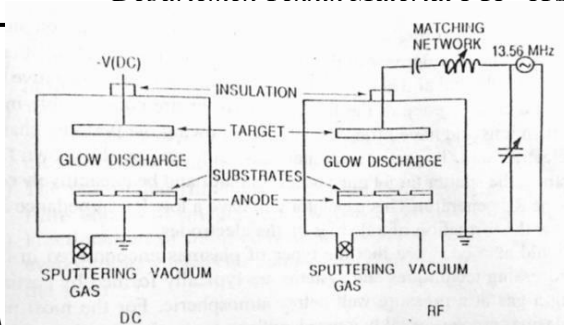 MATCHING
NETWORK
13.56 MHz
-V(DC)
INSULATION
TARGET
GLOW DISCHARGE
GLOW DISCHARGE
SUBSTRATES
ANODE
SPUTTERING
GAS
VACUUM
DC
SPUTTERING
GAS
VACUUM
RF